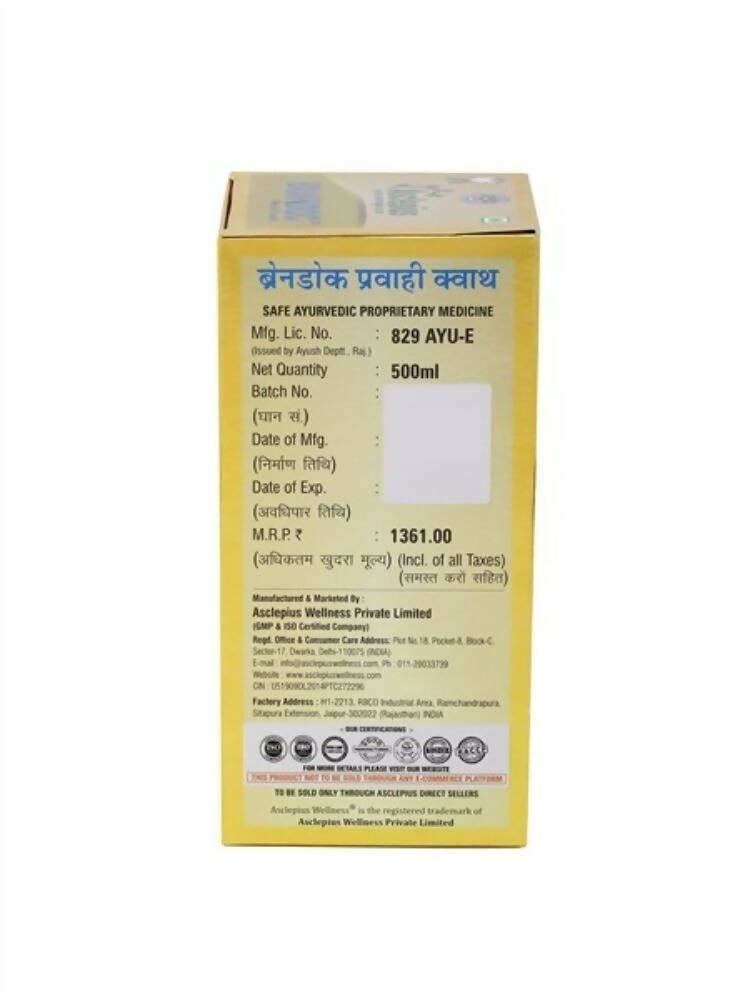 ब्रेनडोक प्रवाही क्वाथ
SAFE AYURVEDIC PROPRIETARY MEDICINE
Mfg. Lic. No. : 829 AYU-E
(Issued by Ayush Deptt., Raj.)
Net Quantity : 500ml
Batch No. :
(घान सं.)
Date of Mfg. :
(निर्माण तिथि)
Date of Exp. :
(अवधिपार तिथि)
M.R.P. ₹ : 1361.00
(अधिकतम खुदरा मूल्य) (Incl. of all Taxes)
(समस्त करों सहित)
Manufactured & Marketed By :
Asclepius Wellness Private Limited
(GMP & ISO Certified Company)
Regd. Office & Consumer Care Address: Plot No.18, Pocket-8, Block-C,
Sector-17, Dwarka, Delhi-110075 (INDIA)
E-mail : info@asclepiuswellness.com, Ph : 011-28033739
Website : www.asclepiuswellness.com
CIN : U51909DL2014PTC272296
Factory Address : H1-2213, RIICO Industrial Area, Ramchandrapura,
Sitapura Extension, Jaipur-302022 (Rajasthan) INDIA
- OUR CERTIFICATIONS -
FOR MORE DETAILS PLEASE VISIT OUR WEBSITE
THIS PRODUCT NOT TO BE SOLD THROUGH ANY E-COMMERCE PLATFORM
TO BE SOLD ONLY THROUGH ASCLEPIUS DIRECT SELLERS
Asclepius Wellness® is the registered trademark of
Asclepius Wellness Private Limited